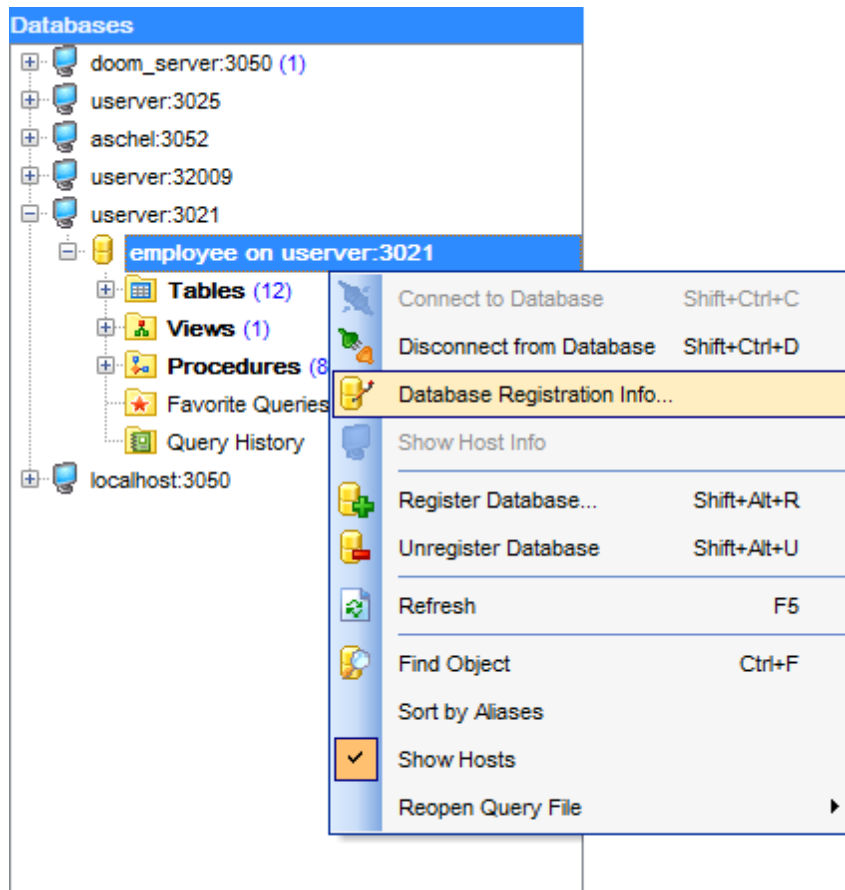 Databases
doom_server:3050 (1)
userver:3025
aschel:3052
userver:32009
userver:3021
employee on userver:3021
Tables (12)
Views (1)
Procedures (8
Favorite Queries
Query History
localhost:3050
Connect to Database Shift+Ctrl+C
Disconnect from Database Shift+Ctrl+D
Database Registration Info...
Show Host Info
Register Database... Shift+Alt+R
Unregister Database Shift+Alt+U
Refresh F5
Find Object Ctrl+F
Sort by Aliases
Show Hosts
Reopen Query File